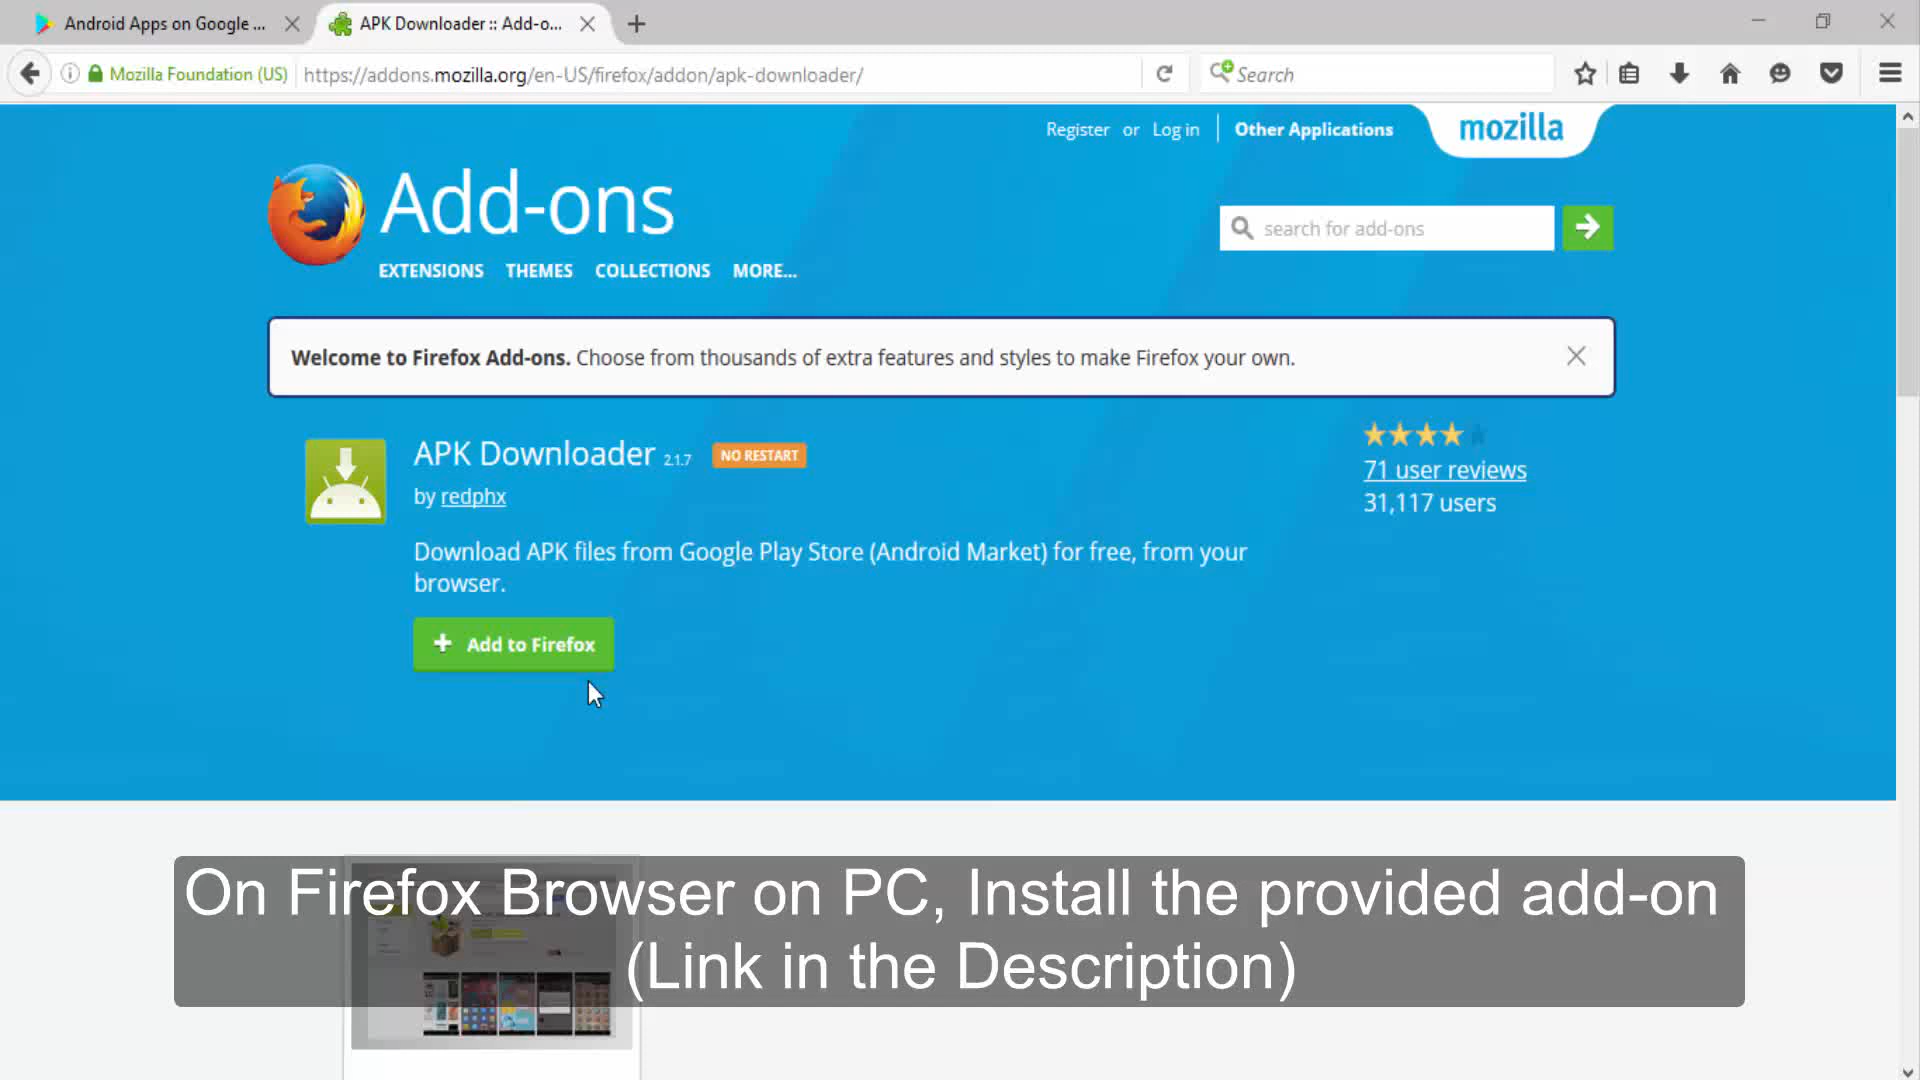 Android Apps on Google ...
APK Downloader :: Add-o...
Mozilla Foundation (US)
https://addons.mozilla.org/en-US/firefox/addon/apk-downloader/
Search
Register or Log in
Other Applications
mozilla
Add-ons
search for add-ons
EXTENSIONS THEMES COLLECTIONS MORE...
Welcome to Firefox Add-ons. Choose from thousands of extra features and styles to make Firefox your own.
APK Downloader 2.1.7 NO RESTART
by redphx
71 user reviews
31,117 users
Download APK files from Google Play Store (Android Market) for free, from your
browser.
Add to Firefox
On Firefox Browser on PC, Install the provided add-on
(Link in the Description)